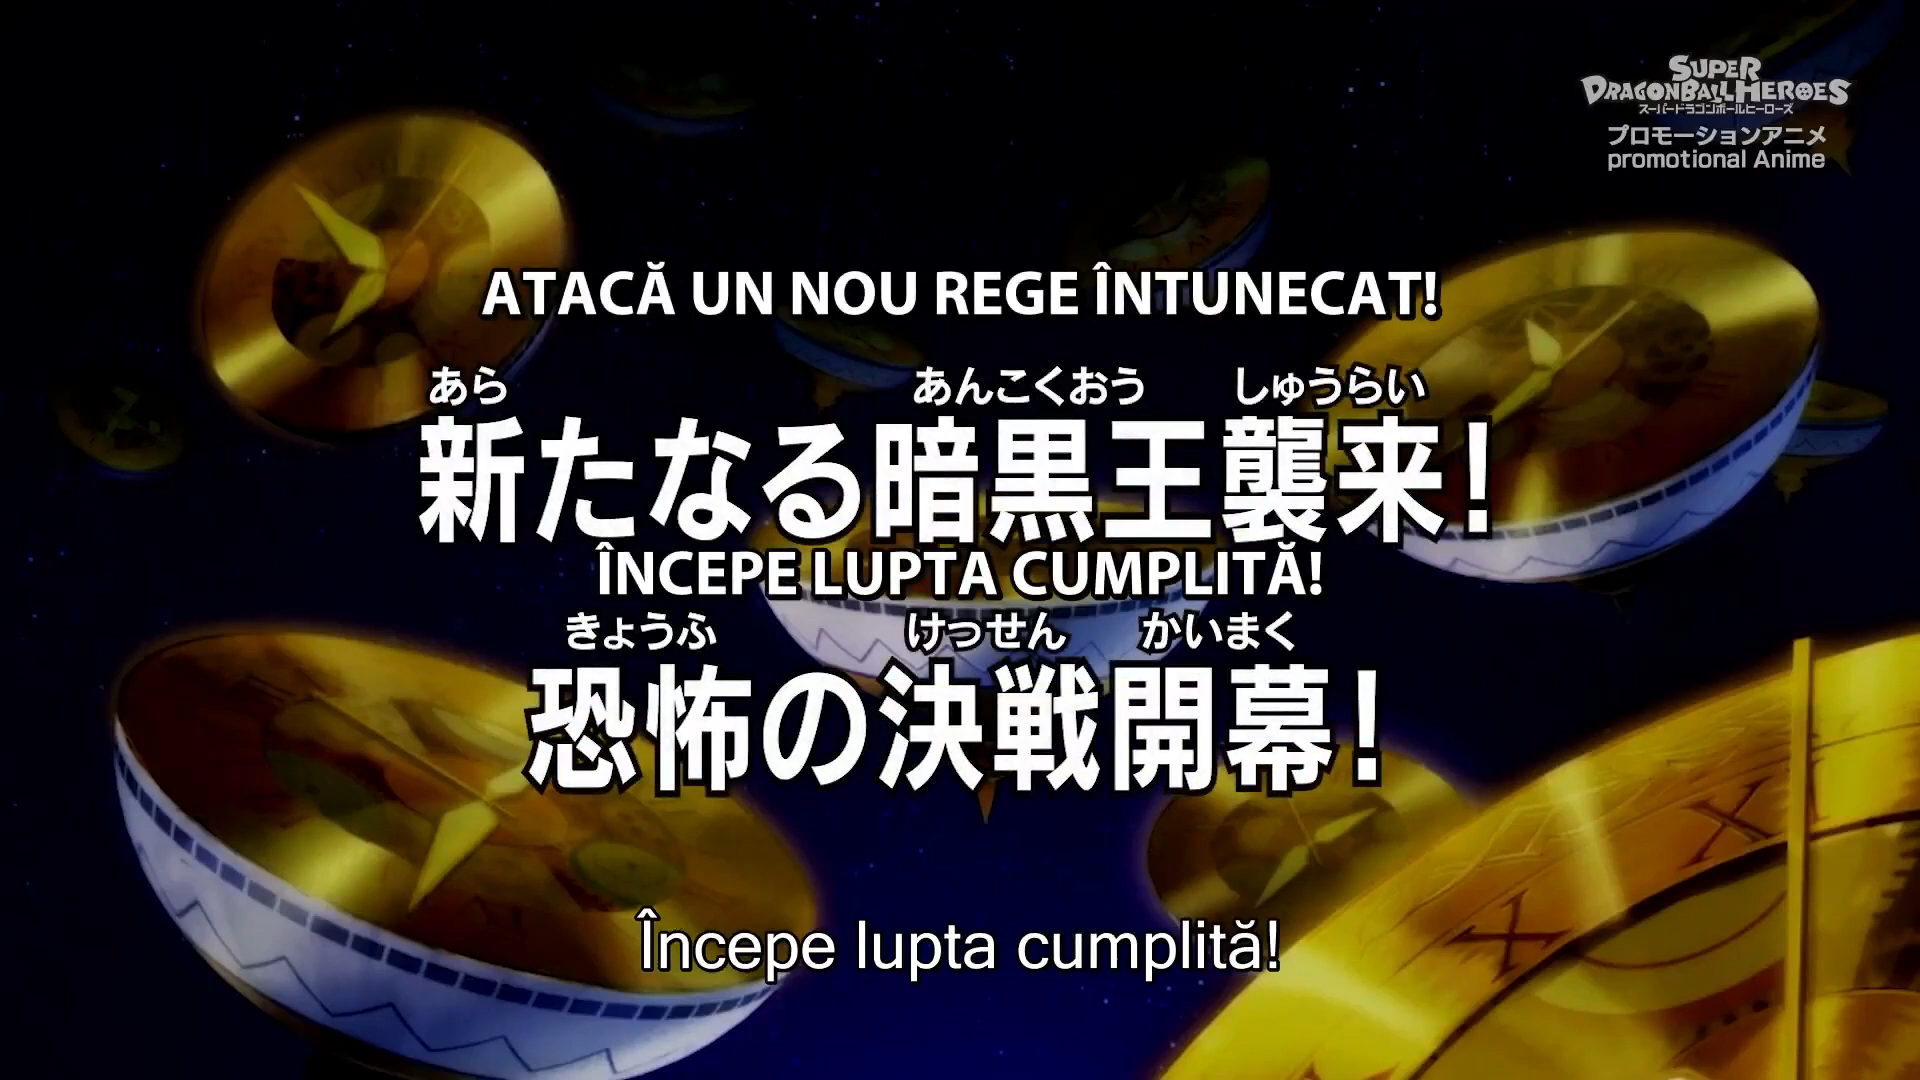 SUPER
DRAGONBALL HEROES
スーパードラゴンボールヒーローズ
プロモーションアニメ
promotional Anime
ATACĂ UN NOU REGE ÎNTUNECAT!
あら あんこくおう しゅうらい
新たなる暗黒王襲来!
ÎNCEPE LUPTA CUMPLITĂ!
きょうふ けっせん かいまく
恐怖の決戦開幕!
Începe lupta cumplită!